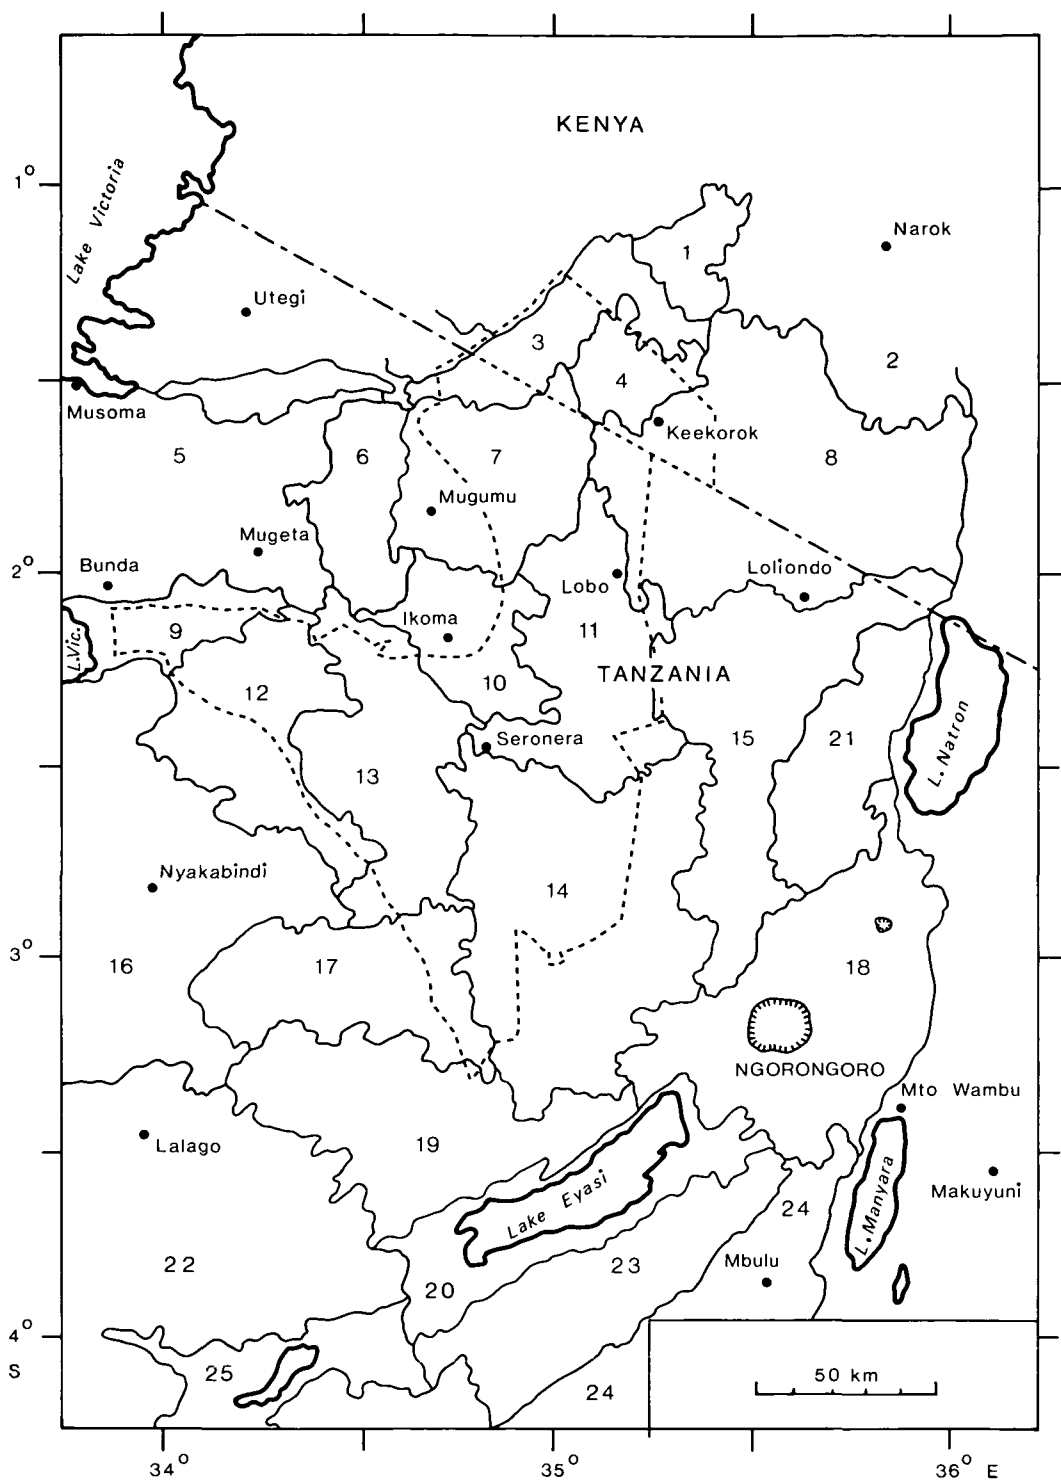 KENYA
1°
Lake Victoria
Narok
1
Utegi
3
2
4
Musoma
Keekorok
5
6
7
8
Mugumu
Mugeta
2°
Bunda
Lobo
Loliondo
Ikoma
L.Vic.
9
11
10
TANZANIA
12
Seronera
15
21
L. Natron
13
Nyakabindi
14
3°
16
17
18
NGORONGORO
Mto Wambu
Lalago
19
Makuyuni
Lake Eyasi
L. Manyara
24
22
20
23
Mbulu
4°
S
25
24
50 km
34°
35°
36° E